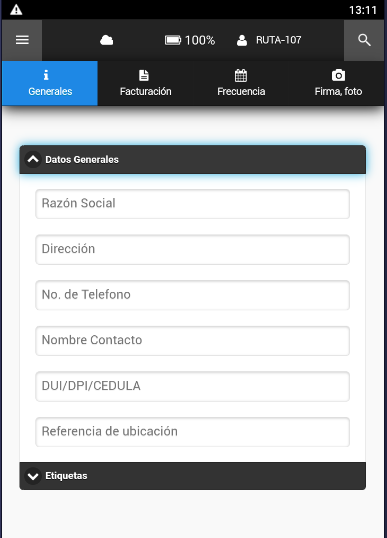 13:11
100% RUTA-107
Generales Facturación Frecuencia Firma, foto
Datos Generales
Razón Social
Dirección
No. de Telefono
Nombre Contacto
DUI/DPI/CEDULA
Referencia de ubicación
Etiquetas